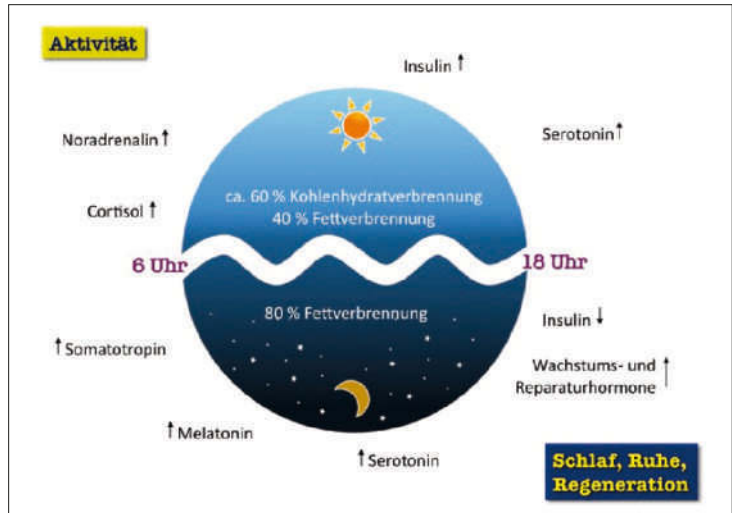 Aktivität
Insulin ↑
Noradrenalin ↑
Serotonin ↑
Cortisol ↑
ca. 60 % Kohlenhydratverbrennung
40 % Fettverbrennung
6 Uhr
18 Uhr
80 % Fettverbrennung
Insulin ↓
↑ Somatotropin
Wachstums- und ↑
Reparaturhormone
↑ Melatonin
↑ Serotonin
Schlaf, Ruhe,
Regeneration